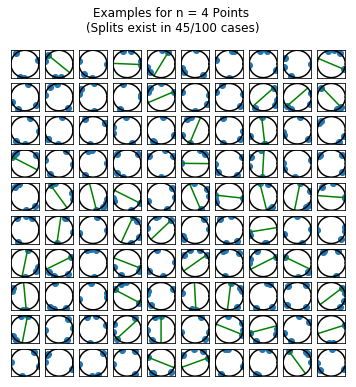 Examples for n = 4 Points
(Splits exist in 45/100 cases)